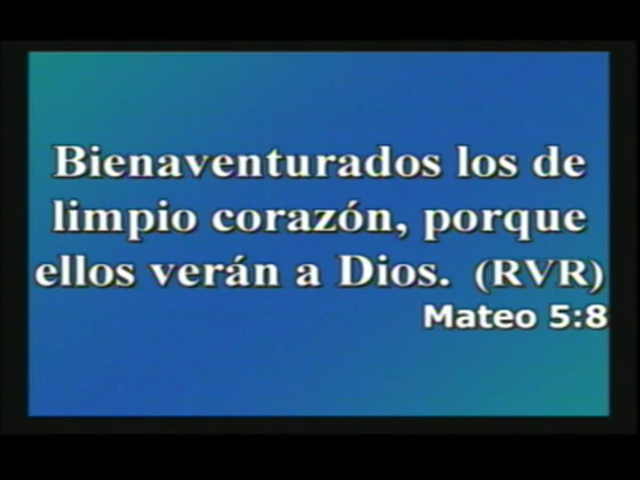 Bienaventurados los de
limpio corazón, porque
ellos verán a Dios. (RVR)
Mateo 5:8